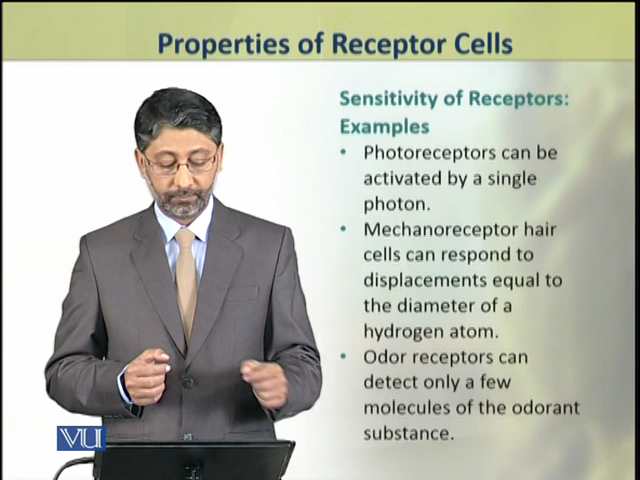 Properties of Receptor Cells
Sensitivity of Receptors:
Examples
• Photoreceptors can be
activated by a single
photon.
• Mechanoreceptor hair
cells can respond to
displacements equal to
the diameter of a
hydrogen atom.
• Odor receptors can
detect only a few
molecules of the odorant
substance.
VU